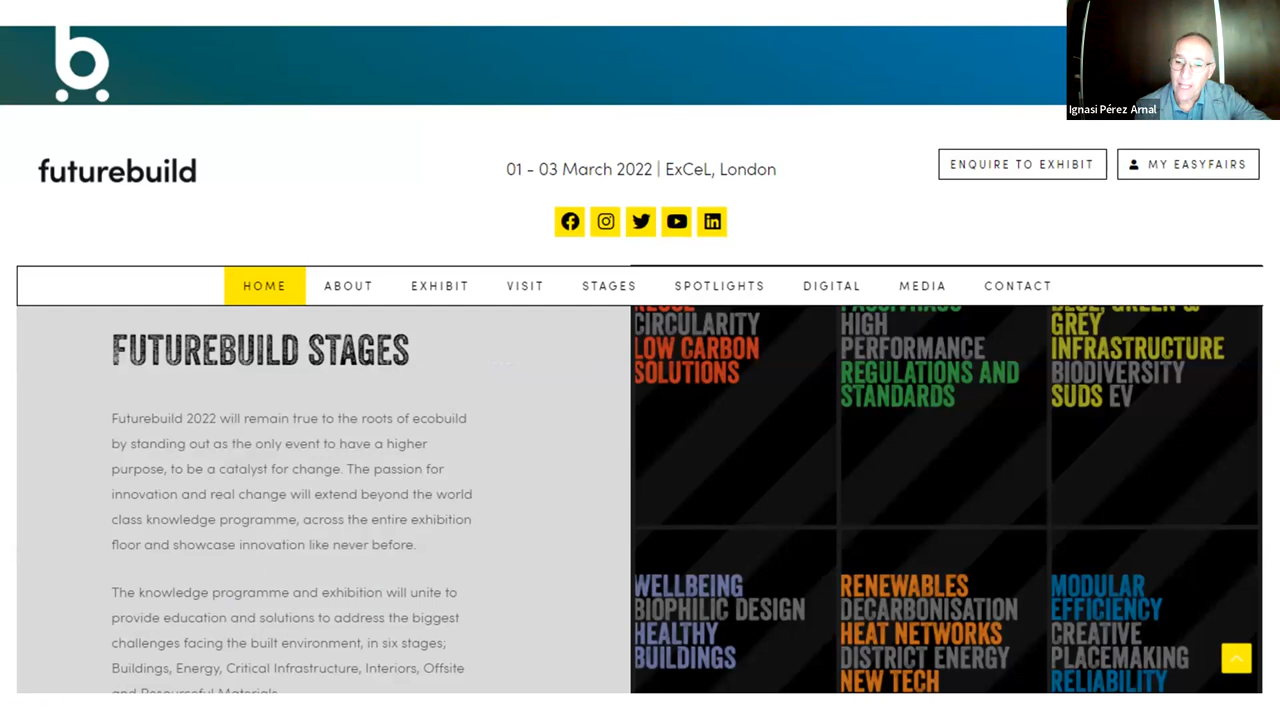 b
Ignasi Pérez Arnal
futurebuild
01 - 03 March 2022 | ExCeL, London
ENQUIRE TO EXHIBIT
MY EASYFAIRS
HOME
ABOUT
EXHIBIT
VISIT
STAGES
SPOTLIGHTS
DIGITAL
MEDIA
CONTACT
FUTUREBUILD STAGES
Futurebuild 2022 will remain true to the roots of ecobuild
by standing out as the only event to have a higher
purpose, to be a catalyst for change. The passion for
innovation and real change will extend beyond the world
class knowledge programme, across the entire exhibition
floor and showcase innovation like never before.
The knowledge programme and exhibition will unite to
provide education and solutions to address the biggest
challenges facing the built environment, in six stages;
Buildings, Energy, Critical Infrastructure, Interiors, Offsite
and Resourceful Materials
REUSE
CIRCULARITY
LOW CARBON
SOLUTIONS
PASSIVHAUS
HIGH
PERFORMANCE
REGULATIONS AND
STANDARDS
BLUE, GREEN &
GREY
INFRASTRUCTURE
BIODIVERSITY
SUDS EV
WELLBEING
BIOPHILIC DESIGN
HEALTHY
BUILDINGS
RENEWABLES
DECARBONISATION
HEAT NETWORKS
DISTRICT ENERGY
NEW TECH
MODULAR
EFFICIENCY
CREATIVE
PLACEMAKING
RELIABILITY